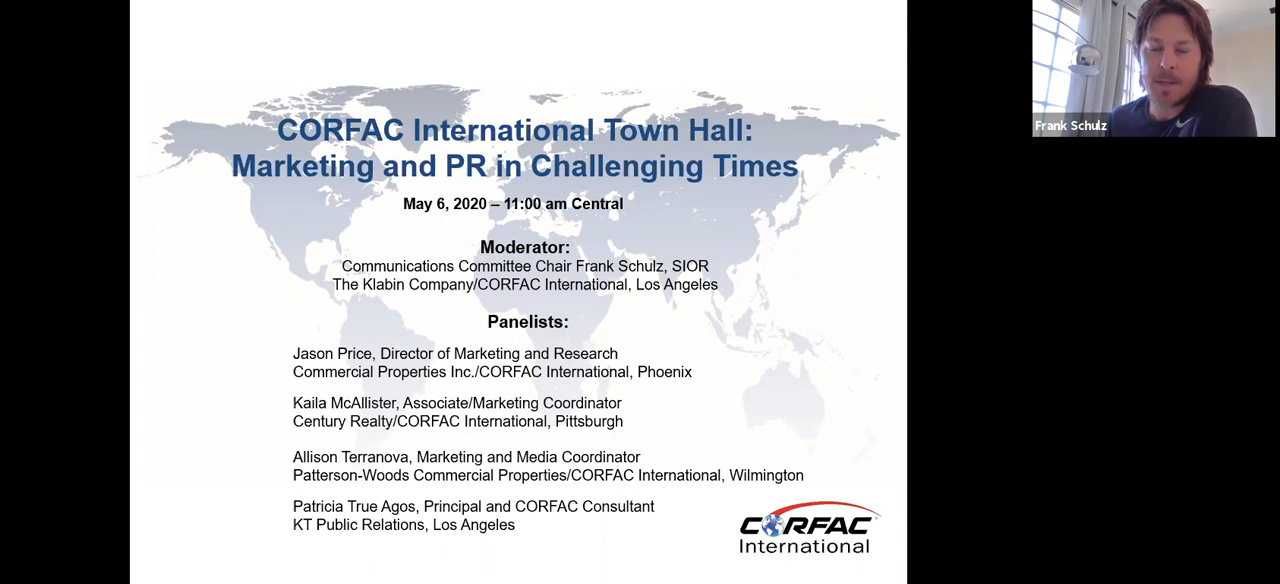 CORFAC International Town Hall:
Marketing and PR in Challenging Times
May 6, 2020 – 11:00 am Central
Moderator:
Communications Committee Chair Frank Schulz, SIOR
The Klabin Company/CORFAC International, Los Angeles
Panelists:
Jason Price, Director of Marketing and Research
Commercial Properties Inc./CORFAC International, Phoenix
Kaila McAllister, Associate/Marketing Coordinator
Century Realty/CORFAC International, Pittsburgh
Allison Terranova, Marketing and Media Coordinator
Patterson-Woods Commercial Properties/CORFAC International, Wilmington
Patricia True Agos, Principal and CORFAC Consultant
KT Public Relations, Los Angeles
CORFAC
International
Frank Schulz